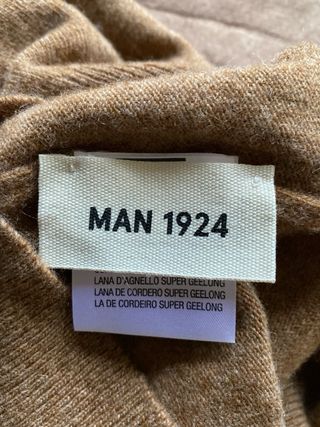 MAN 1924
LANA D'AGNELLO SUPER GEELONG
LANA DE CORDERO SUPER GEELONG
LA DE CORDEIRO SUPER GEELONG